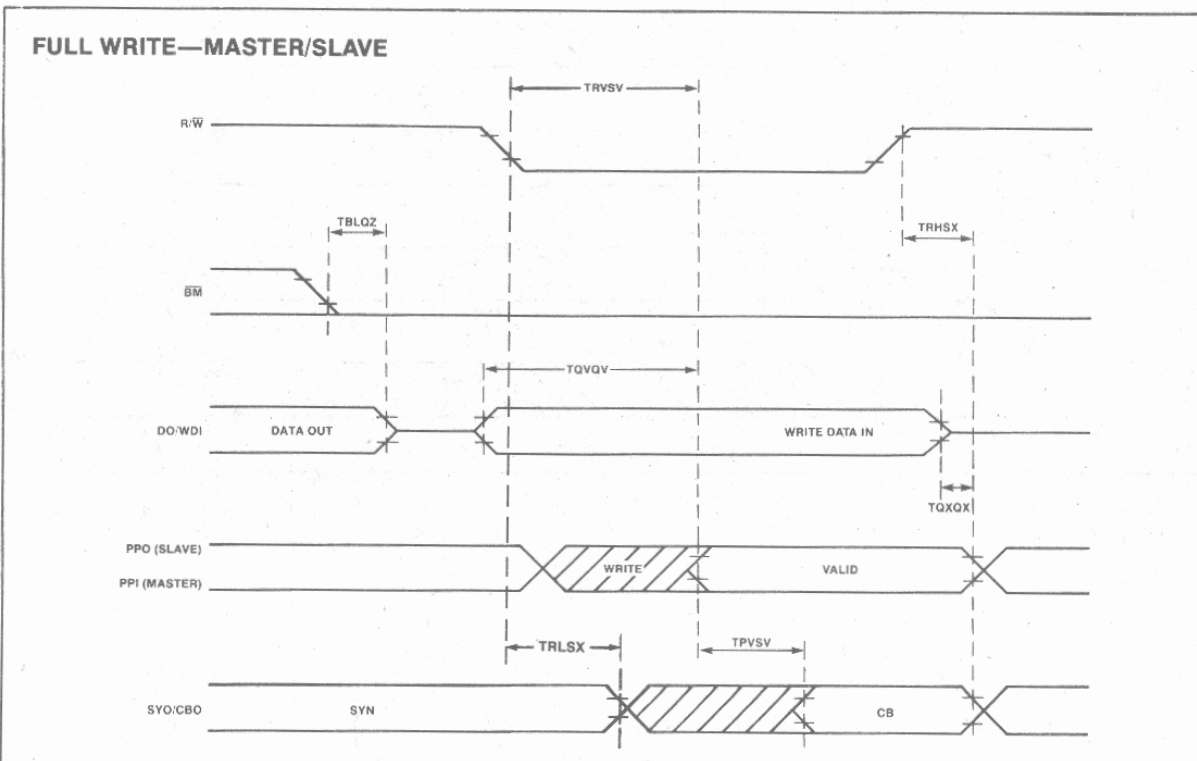 FULL WRITE—MASTER/SLAVE
TRVSV
R/W̅
TBLQZ
TRHSX
B̅M̅
TQVQV
DO/WDI
DATA OUT
WRITE DATA IN
TQXQX
PPO (SLAVE)
WRITE
VALID
PPI (MASTER)
TRLSX
TPVSV
SYO/CBO
SYN
CB